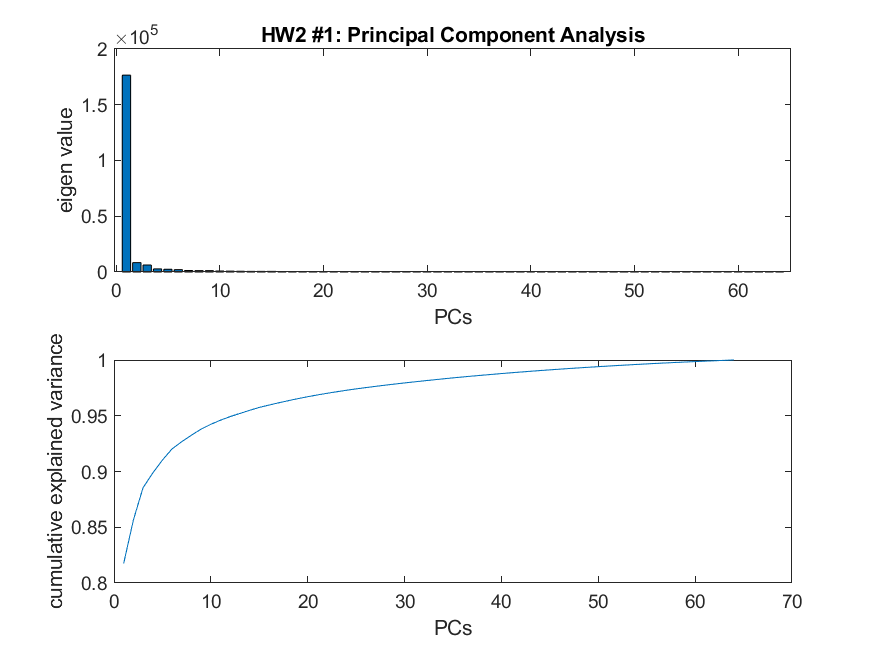 HW2 #1: Principal Component Analysis
×10^5
2
1.5
1
0.5
0
eigen value
0 10 20 30 40 50 60
PCs
1
0.95
0.9
0.85
0.8
cumulative explained variance
0 10 20 30 40 50 60 70
PCs